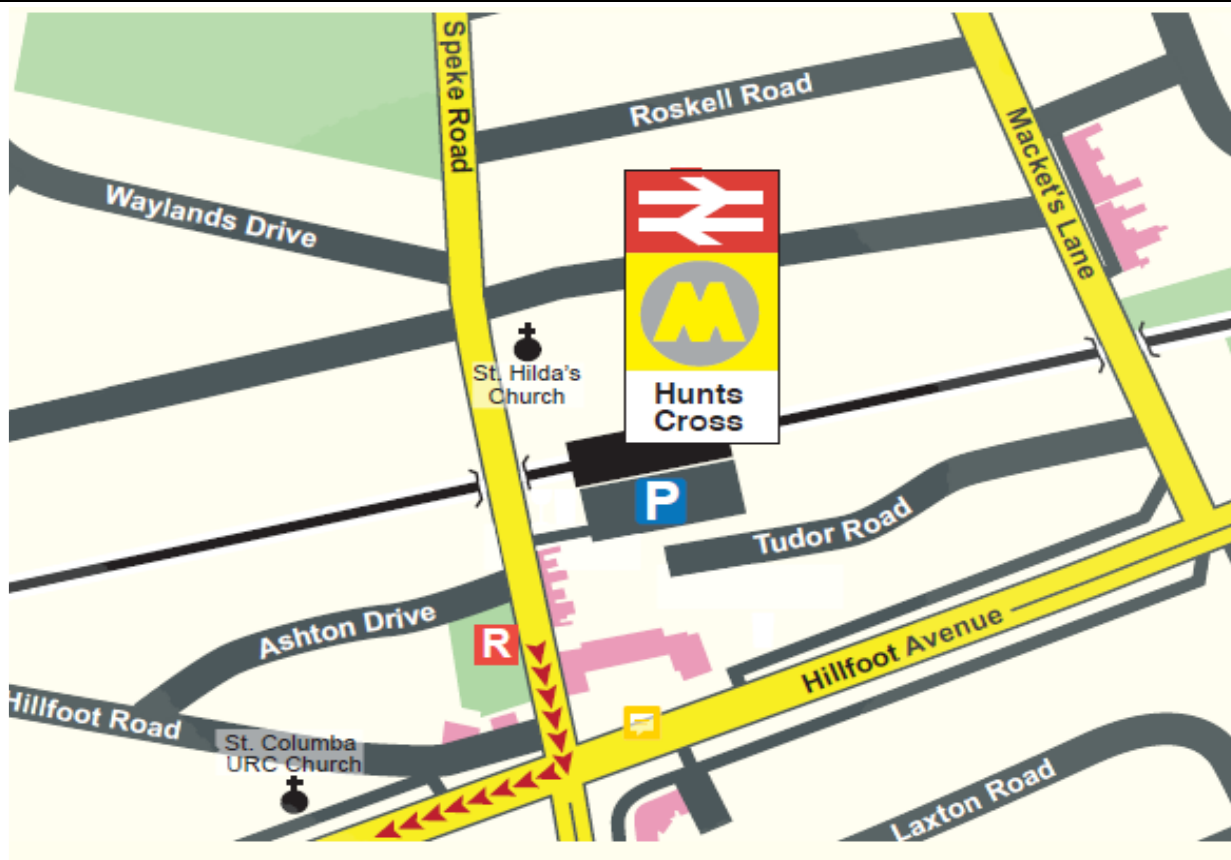 Speke Road
Roskell Road
Macket's Lane
Waylands Drive
M
St. Hilda's
Church
Hunts
Cross
P
Tudor Road
Ashton Drive
R
Hillfoot Avenue
Hillfoot Road
St. Columba
URC Church
Laxton Road